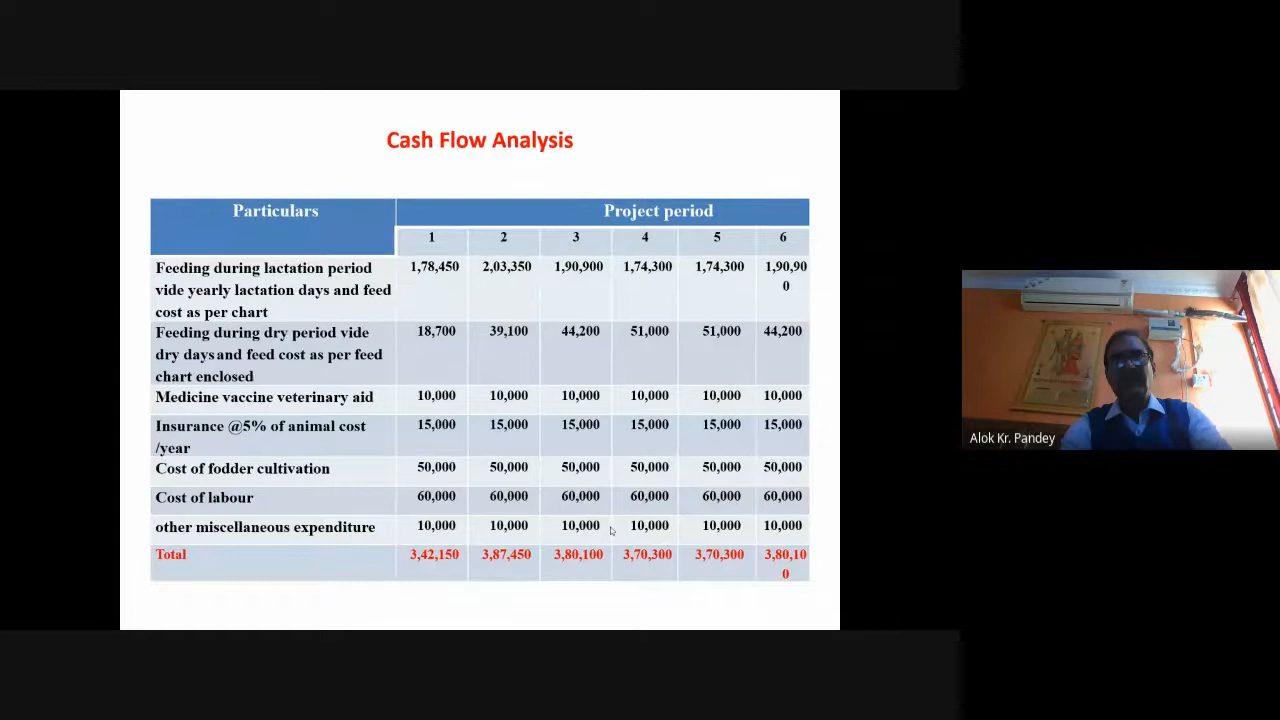 Cash Flow Analysis
Particulars Project period
1 2 3 4 5 6
Feeding during lactation period 1,78,450 2,03,350 1,90,900 1,74,300 1,74,300 1,90,90
vide yearly lactation days and feed 0
cost as per chart
Feeding during dry period vide 18,700 39,100 44,200 51,000 51,000 44,200
dry days and feed cost as per feed
chart enclosed
Medicine vaccine veterinary aid 10,000 10,000 10,000 10,000 10,000 10,000
Insurance @5% of animal cost 15,000 15,000 15,000 15,000 15,000 15,000
/year
Cost of fodder cultivation 50,000 50,000 50,000 50,000 50,000 50,000
Cost of labour 60,000 60,000 60,000 60,000 60,000 60,000
other miscellaneous expenditure 10,000 10,000 10,000 10,000 10,000 10,000
Total 3,42,150 3,87,450 3,80,100 3,70,300 3,70,300 3,80,10
0
Alok Kr. Pandey